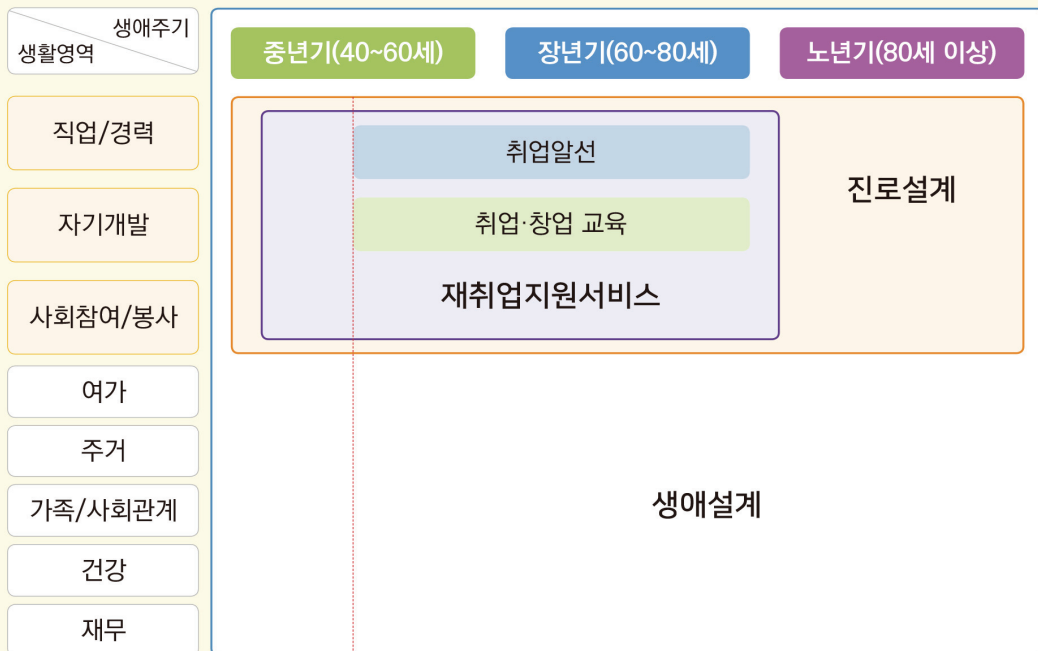 생애주기
생활영역
중년기(40~60세)
장년기(60~80세)
노년기(80세 이상)
직업/경력
자기개발
사회참여/봉사
여가
주거
가족/사회관계
건강
재무
취업알선
취업·창업 교육
재취업지원서비스
진로설계
생애설계